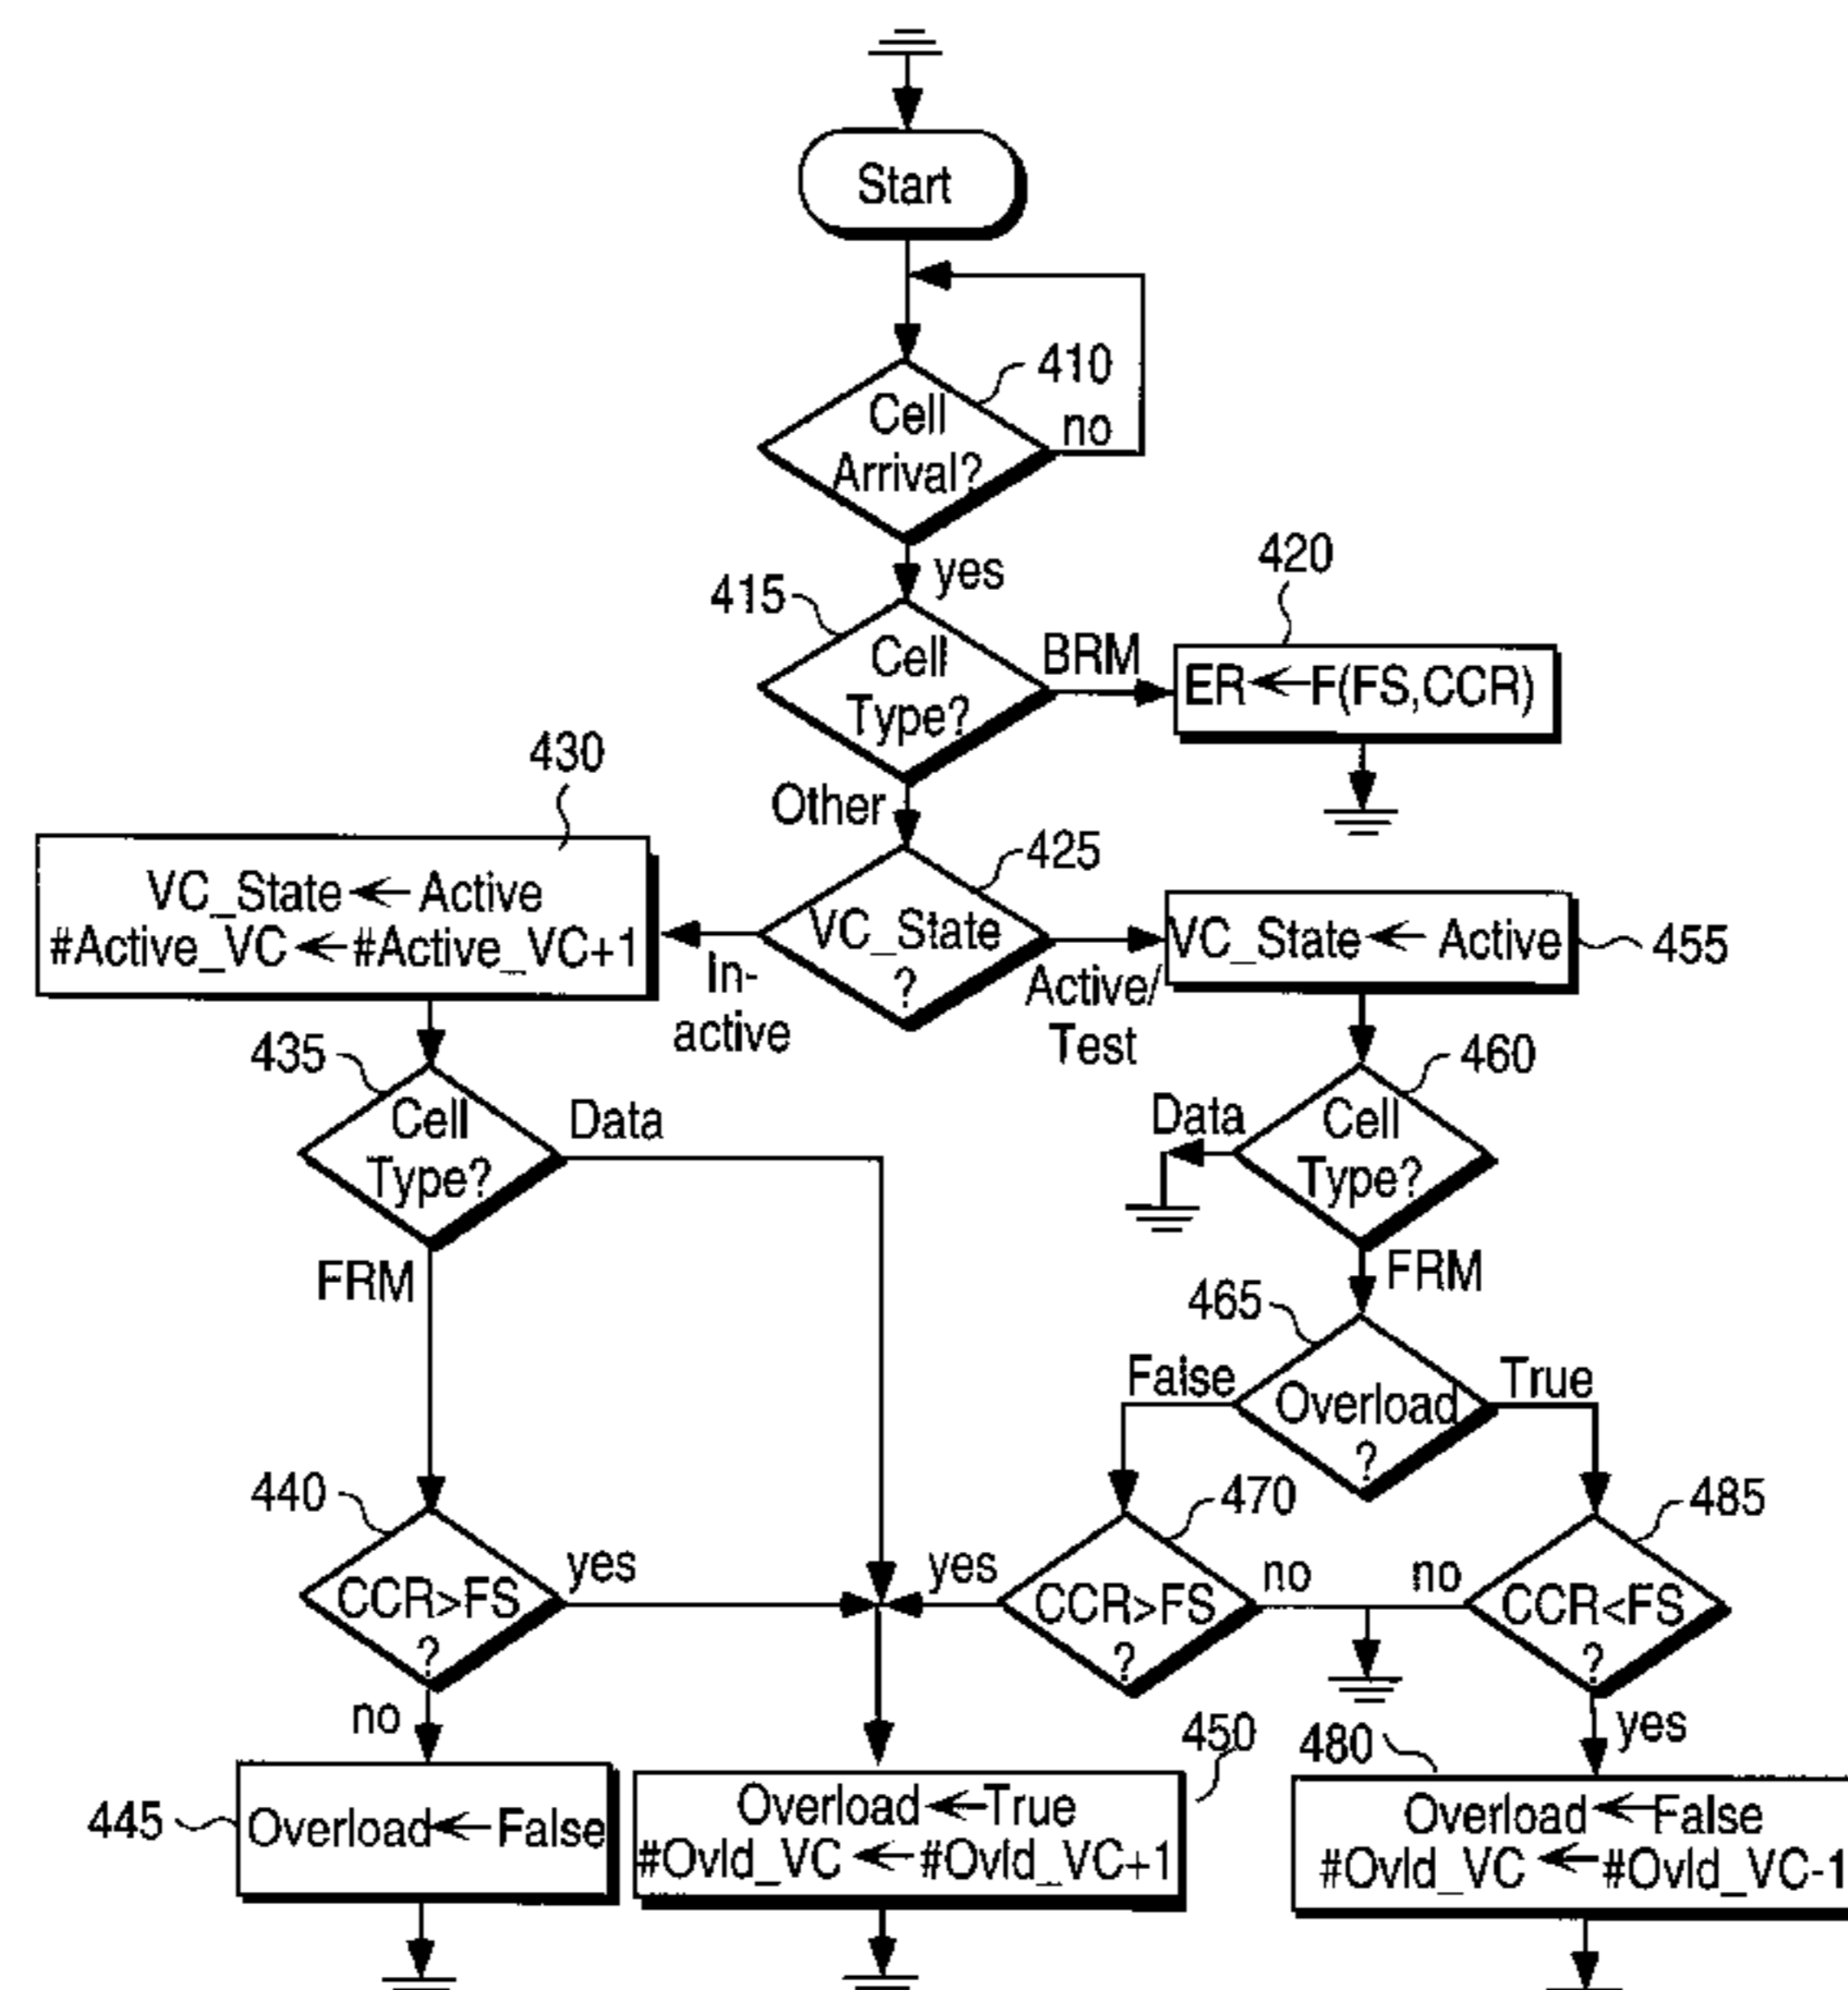 Start
410
Cell
Arrival?
no
yes
415
Cell
Type?
BRM
420
ER←F(FS,CCR)
Other
430
VC_State←Active
#Active_VC←#Active_VC+1
425
VC_State
?
In-
active
Active/
Test
VC_State←Active
455
435
Cell
Type?
Data
FRM
460
Cell
Type?
Data
FRM
465
Overload
?
False
True
440
CCR>FS
?
yes
no
470
CCR>FS
?
yes
no
485
CCR<FS
?
no
yes
445
Overload←False
450
Overload←True
#Ovld_VC←#Ovld_VC+1
480
Overload←False
#Ovld_VC←#Ovld_VC-1